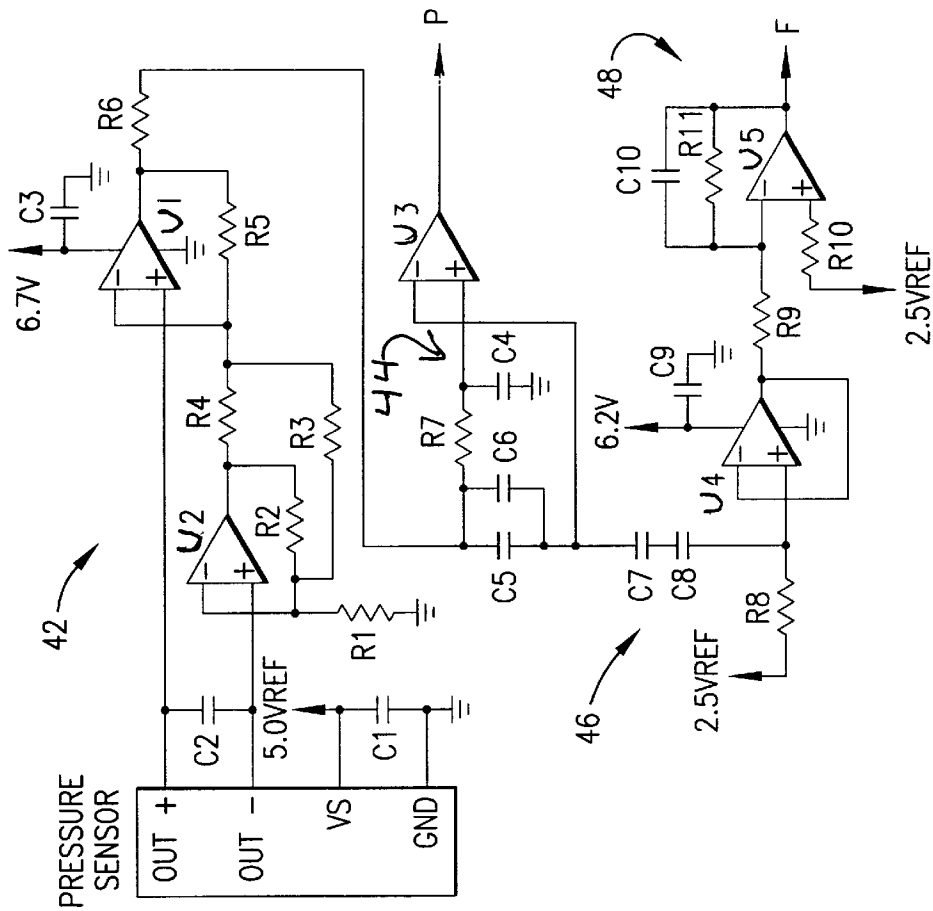 PRESSURE
SENSOR
OUT +
OUT -
VS
GND
42
C2
5.0VREF
C1
U2
- 
+
R1
R2
R3
R4
6.7V
C3
U1
-
+
R5
R6
44
U3
-
+
P
R7
C4
C6
C5
C7
C8
46
2.5VREF
R8
6.2V
C9
U4
-
+
R9
48
C10
R11
U5
-
+
F
R10
2.5VREF